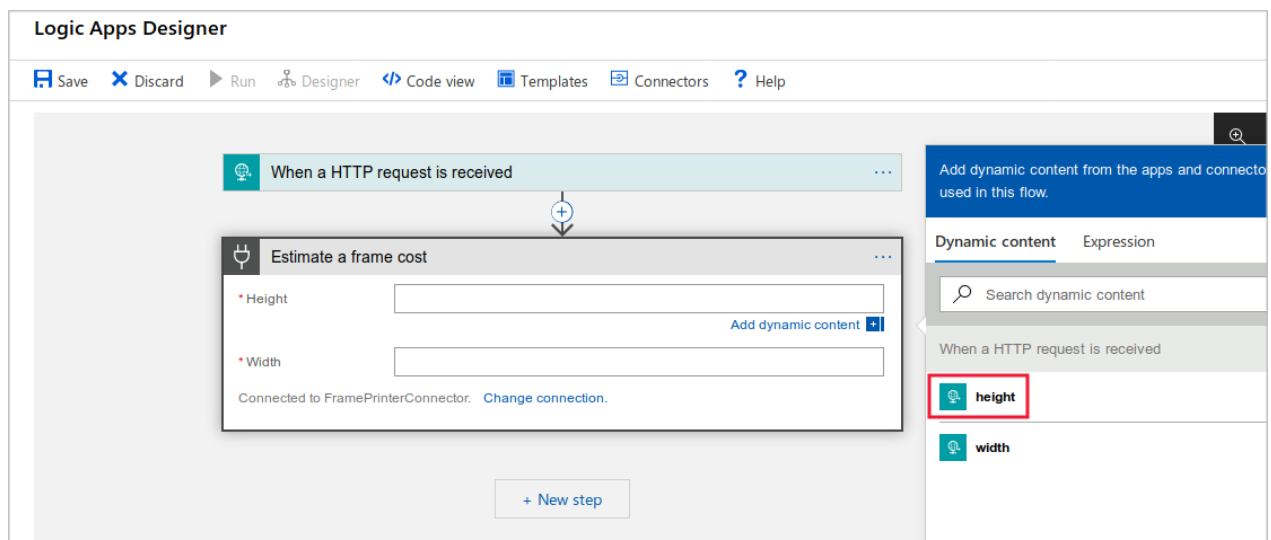 Logic Apps Designer
Save Discard Run Designer </> Code view Templates Connectors ? Help
When a HTTP request is received ...
Estimate a frame cost ...
* Height
Add dynamic content +
* Width
Connected to FramePrinterConnector. Change connection.
+ New step
Add dynamic content from the apps and connecto
used in this flow.
Dynamic content Expression
Search dynamic content
When a HTTP request is received
height
width